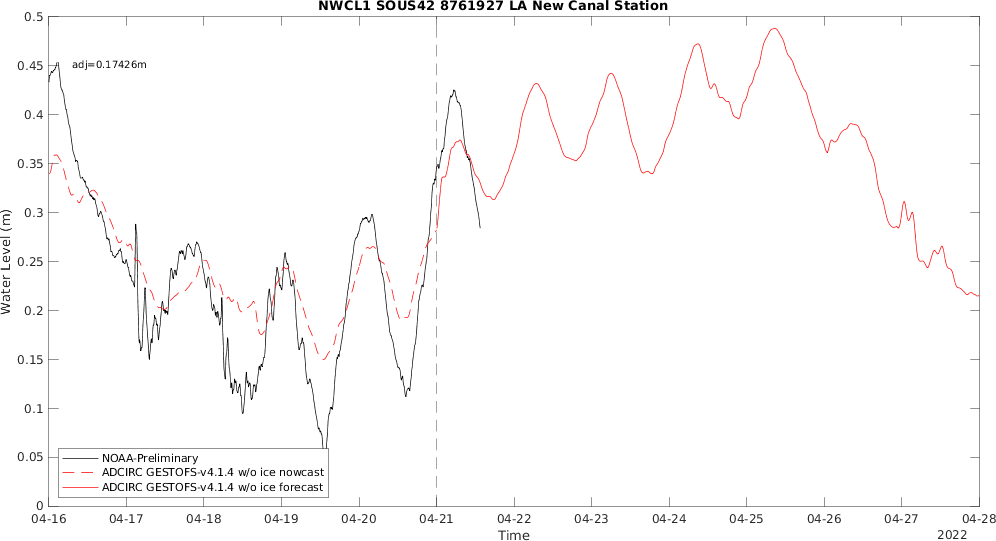 NWCL1 SOUS42 8761927 LA New Canal Station
adj=0.17426m
0.5
0.45
0.4
0.35
0.3
0.25
0.2
0.15
0.1
0.05
0
Water Level (m)
NOAA-Preliminary
ADCIRC GESTOFS-v4.1.4 w/o ice nowcast
ADCIRC GESTOFS-v4.1.4 w/o ice forecast
04-16 04-17 04-18 04-19 04-20 04-21 04-22 04-23 04-24 04-25 04-26 04-27 04-28
Time
2022